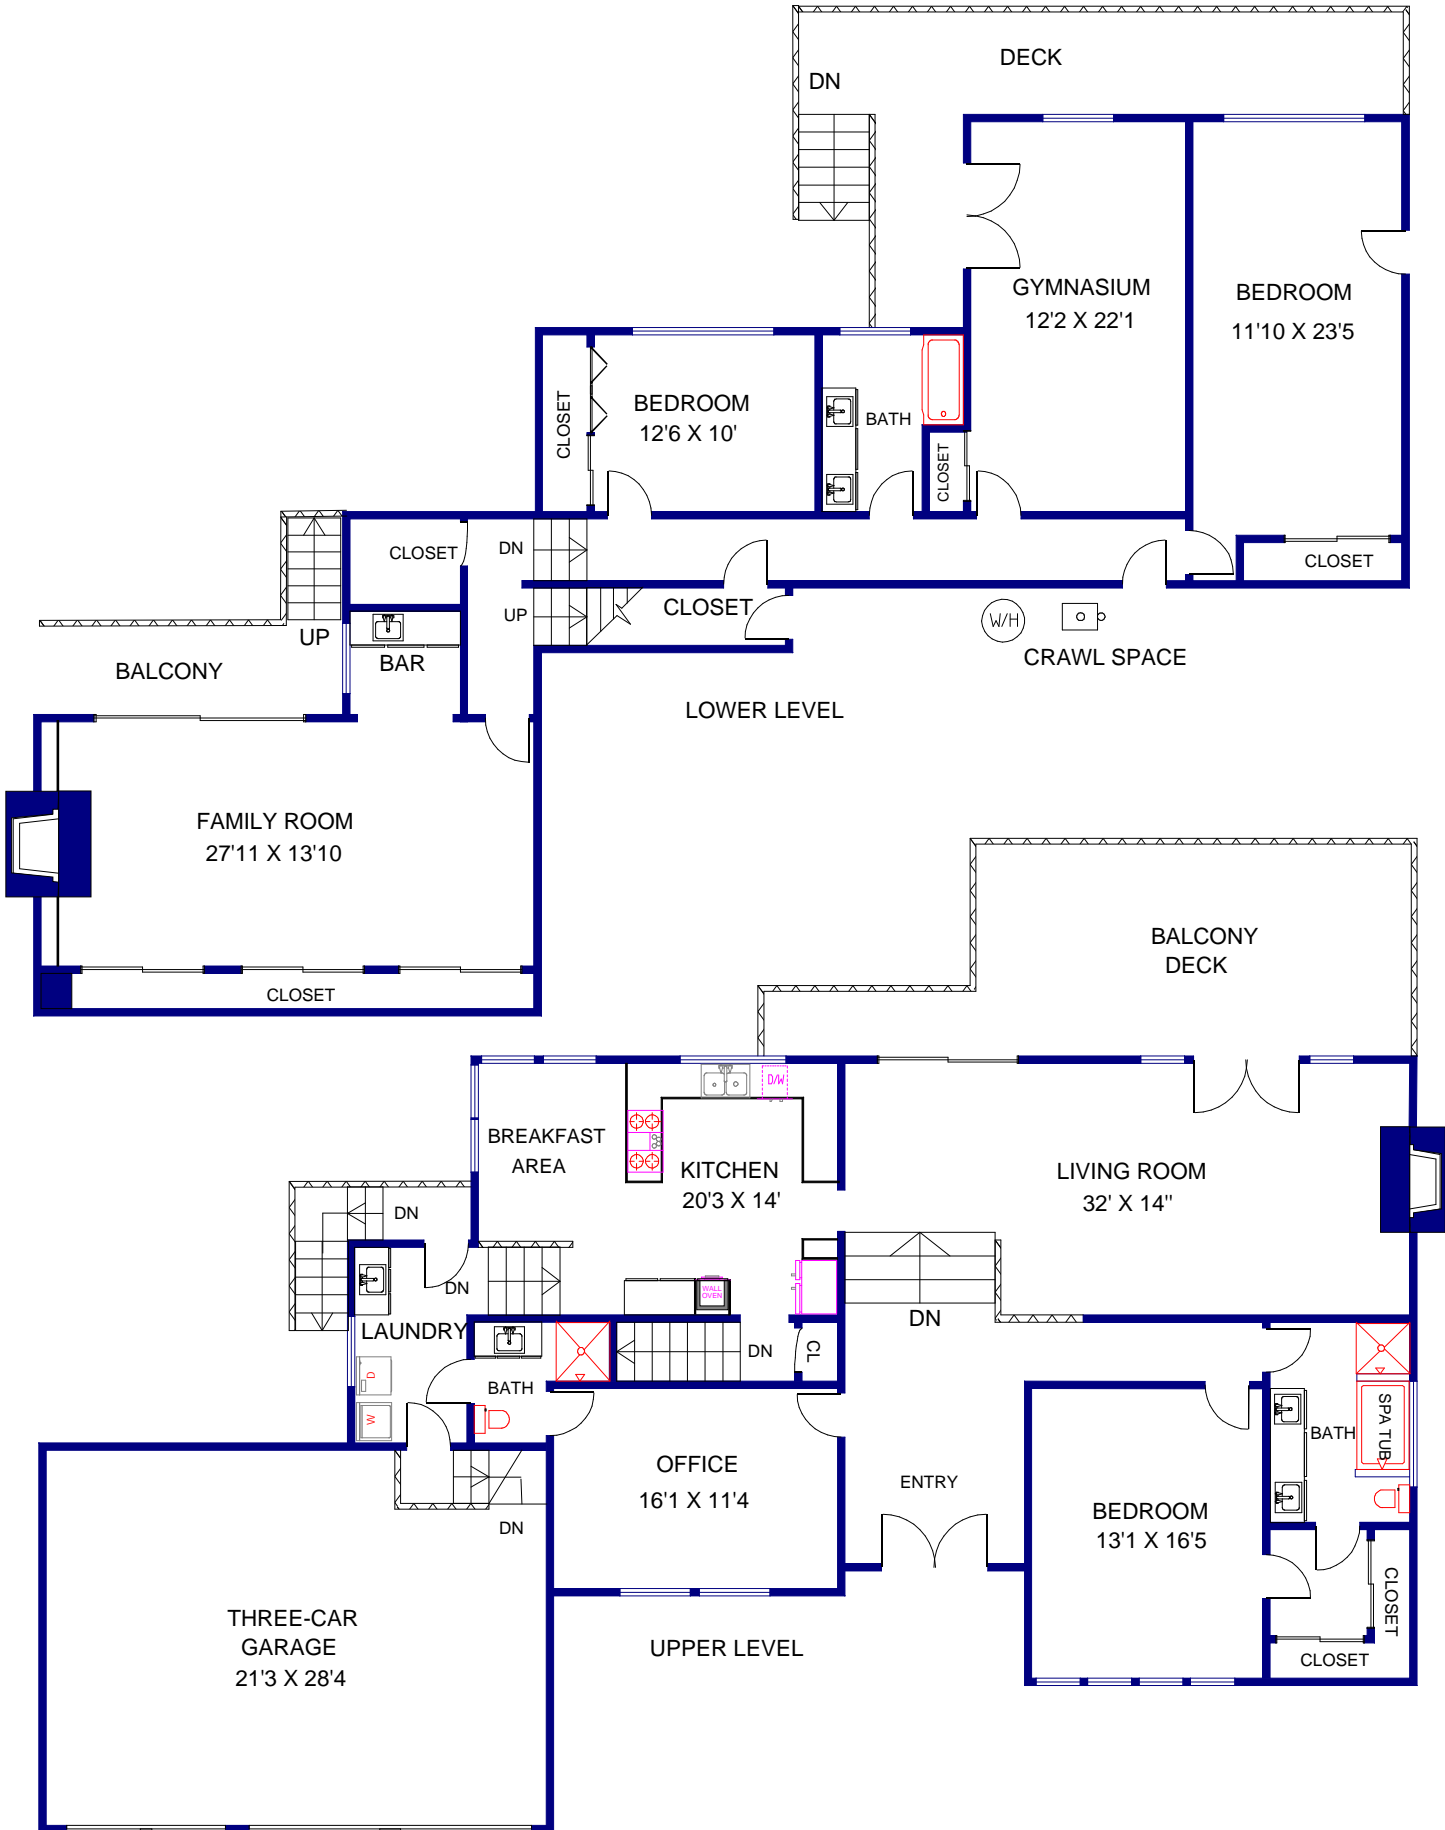 DECK
DN
GYMNASIUM
12'2 X 22'1
BEDROOM
11'10 X 23'5
BEDROOM
12'6 X 10'
CLOSET
BATH
CLOSET
CLOSET
DN
CLOSET
UP
CLOSET
W/H
CRAWL SPACE
UP
BAR
BALCONY
LOWER LEVEL
FAMILY ROOM
27'11 X 13'10
CLOSET
BALCONY
DECK
D/W
BREAKFAST
AREA
KITCHEN
20'3 X 14'
LIVING ROOM
32' X 14"
DN
DN
WALL
OVEN
DN
LAUNDRY
DN
CL
D
W
BATH
SPA TUB
BATH
OFFICE
16'1 X 11'4
ENTRY
BEDROOM
13'1 X 16'5
DN
CLOSET
CLOSET
THREE-CAR
GARAGE
21'3 X 28'4
UPPER LEVEL